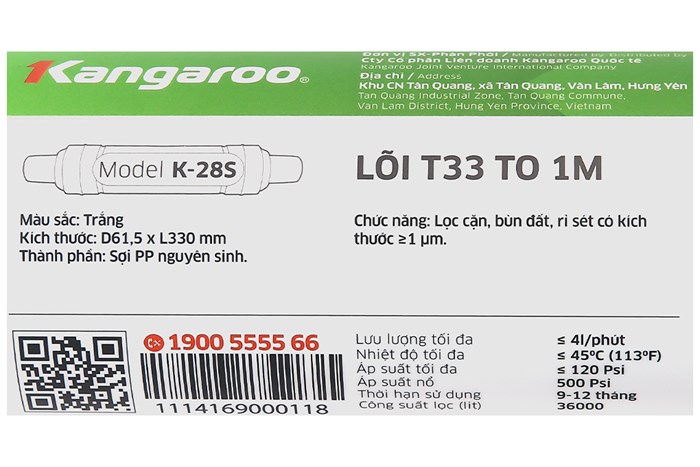 Kangaroo®
Đơn vị SX-Phân Phối / Manufactured by. Distributed by
Cty Cổ phần Liên doanh Kangaroo Quốc tế
Kangaroo Joint Venture International Company
Địa chỉ / Address
Khu CN Tân Quang, xã Tân Quang, Văn Lâm, Hưng Yên
Tan Quang Industrial Zone, Tan Quang Commune,
Van Lam District, Hung Yen Province, Vietnam
Model K-28S
LÕI T33 TO 1M
Màu sắc: Trắng
Kích thước: D61,5 x L330 mm
Thành phần: Sợi PP nguyên sinh.
Chức năng: Lọc cặn, bùn đất, rỉ sét có kích
thước ≥1 µm.
1900 5555 66
1114169000118
Lưu lượng tối đa ≤ 4l/phút
Nhiệt độ tối đa ≤ 45ºC (113ºF)
Áp suất tối đa ≤ 120 Psi
Áp suất nổ 500 Psi
Thời hạn sử dụng 9-12 tháng
Công suất lọc (lít) 36000